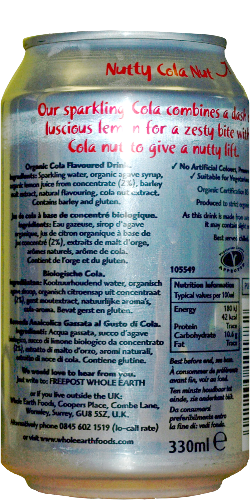 Nutty Cola Nut
Our sparkling Cola combines a dash
luscious lemon for a zesty bite with
Cola nut to give a nutty lift.
Organic Cola Flavoured Drink.
Ingredients: Sparkling water, organic agave syrup,
organic lemon juice from concentrate (2%), barley
malt extract, natural flavouring, cola nut extract.
Contains barley and gluten.
Jus de cola à base de concentré biologique.
Ingrédients: Eau gazeuse, sirop d'agave
biologique, jus de citron organique à base de
concentré (2%), extraits de malt d'orge,
arômes naturels, arôme de cola.
Contient de l'orge et du gluten.
Biologische Cola.
Ingrediënten: Koolzuurhoudend water, organisch
organisch citroensap uit concentraat
(2%), gerst moutextract, natuurlijke aroma's,
cola-aroma. Bevat gerst en gluten.
Bevanda Analcolica Gassata al Gusto di Cola.
Ingredienti: Acqua gassata, succo d'agave
biologico, succo di limone biologico da concentrato
(2%), estratto di malto d'orzo, aromi naturali,
estratto di noce di cola. Contiene glutine.
We would love to hear from you.
Just write to: FREEPOST WHOLE EARTH
or if you live outside the UK:
Whole Earth Foods, Coopers Place, Combe Lane,
Wormley, Surrey, GU8 5SZ, U.K.
Alternatively phone 0845 602 1519 (lo-call rate)
or visit www.wholeearthfoods.com
✓ No Artificial Colours,
✓ Suitable for
Organic Certification
Produced to strict
As this drink is made from
it may contain
Best serves
105549
Nutrition Information
Typical values per 100ml
Energy 180 kJ
42 kcal
Protein Trace
Carbohydrate 10.4g
Fat Trace
Best before end, see base.
À consommer de préférence
avant fin, voir au fond.
Ten minste houdbaar tot
einde, zie onderkant blik.
Da consumarsi
preferibilmente entro
la fine di: vedi fondo.
330ml e